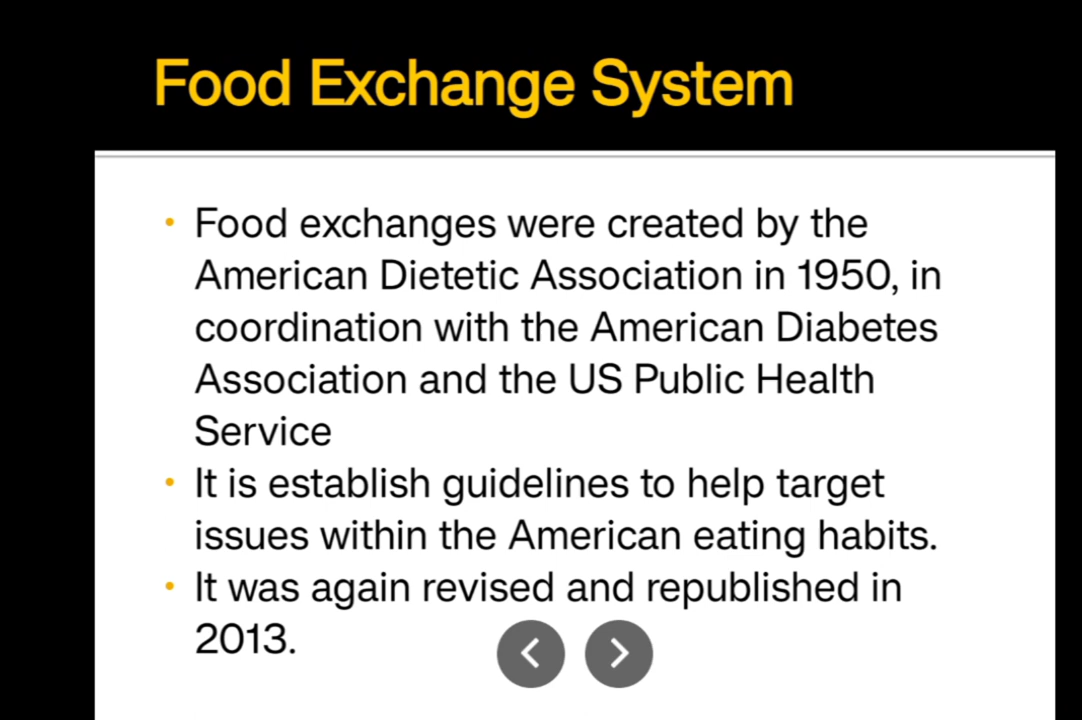 Food Exchange System
• Food exchanges were created by the
American Dietetic Association in 1950, in
coordination with the American Diabetes
Association and the US Public Health
Service
• It is establish guidelines to help target
issues within the American eating habits.
• It was again revised and republished in
2013.